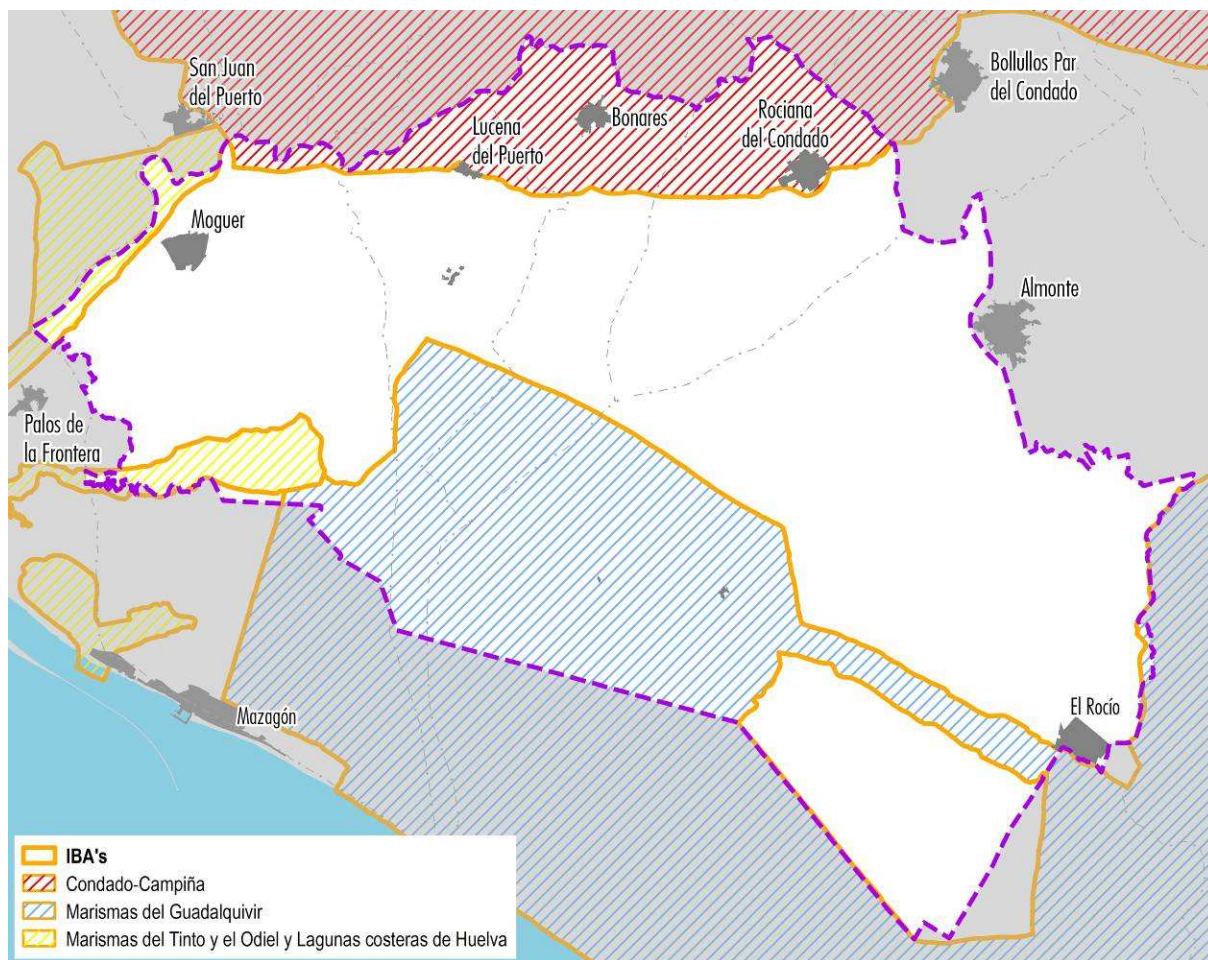 San Juan
del Puerto
Bollullos Par
del Condado
Bonares
Rociana
del Condado
Lucena
del Puerto
Moguer
Almonte
Palos de
la Frontera
El Rocío
Mazagón
IBA's
Condado-Campiña
Marismas del Guadalquivir
Marismas del Tinto y el Odiel y Lagunas costeras de Huelva